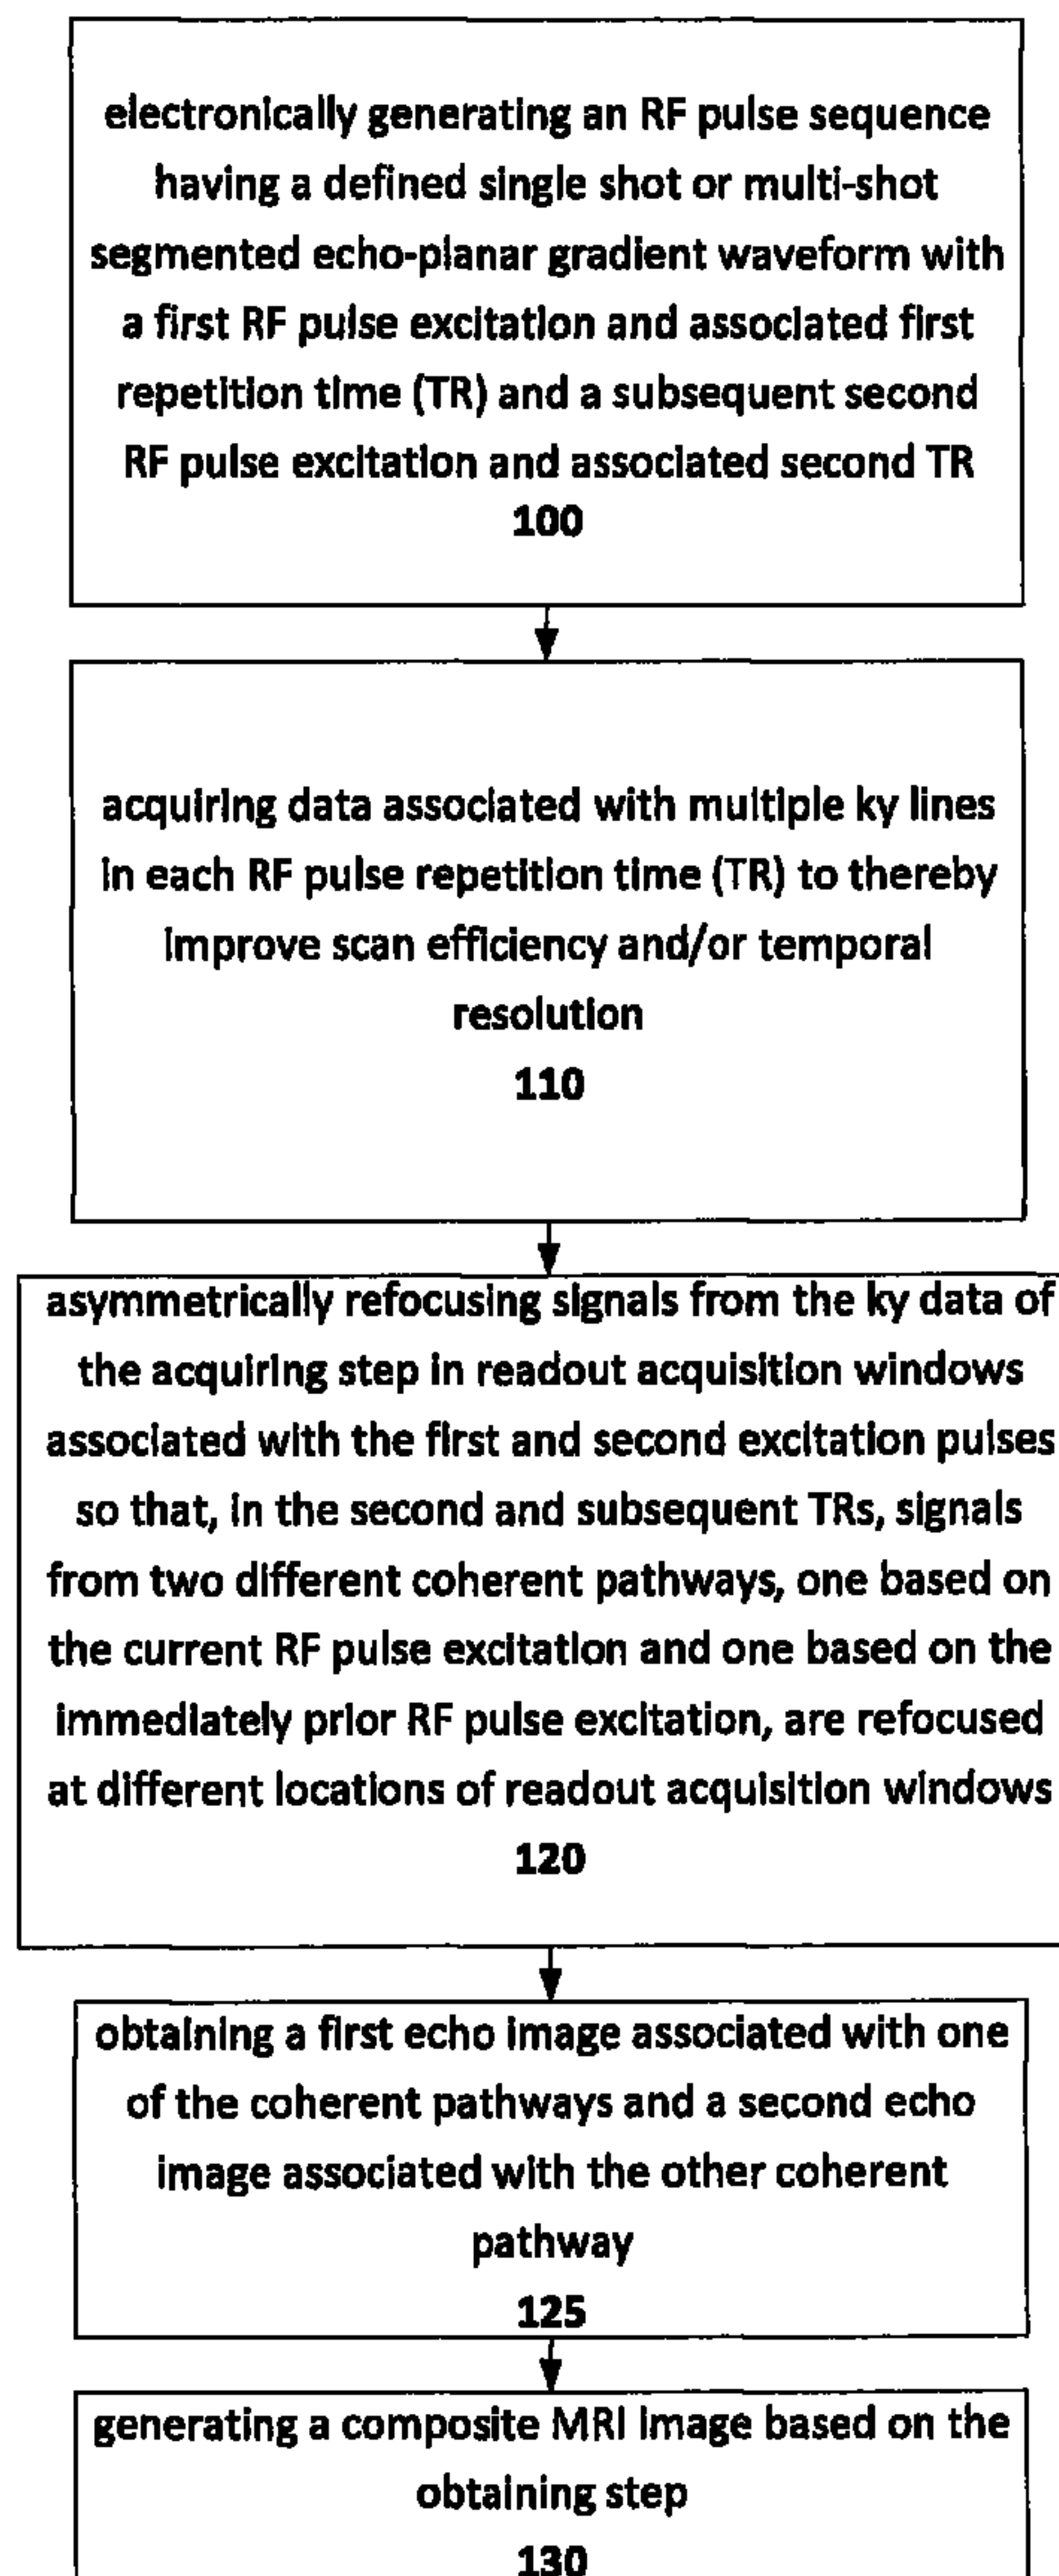 electronically generating an RF pulse sequence
having a defined single shot or multi-shot
segmented echo-planar gradient waveform with
a first RF pulse excitation and associated first
repetition time (TR) and a subsequent second
RF pulse excitation and associated second TR
100
acquiring data associated with multiple ky lines
in each RF pulse repetition time (TR) to thereby
improve scan efficiency and/or temporal
resolution
110
asymmetrically refocusing signals from the ky data of
the acquiring step in readout acquisition windows
associated with the first and second excitation pulses
so that, in the second and subsequent TRs, signals
from two different coherent pathways, one based on
the current RF pulse excitation and one based on the
immediately prior RF pulse excitation, are refocused
at different locations of readout acquisition windows
120
obtaining a first echo image associated with one
of the coherent pathways and a second echo
image associated with the other coherent
pathway
125
generating a composite MRI image based on the
obtaining step
130